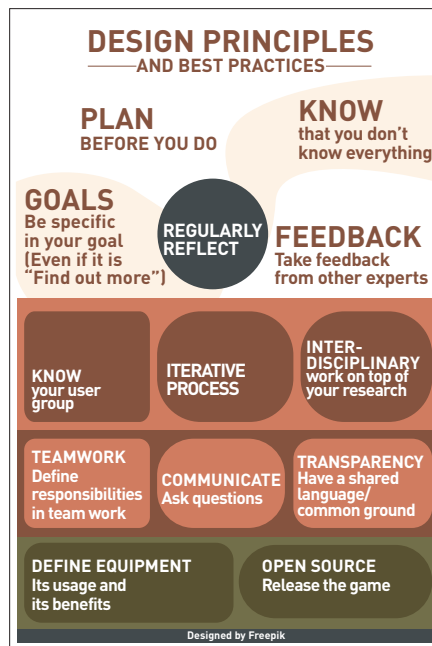 DESIGN PRINCIPLES
AND BEST PRACTICES
PLAN
BEFORE YOU DO
KNOW
that you don't
know everything
GOALS
Be specific
in your goal
(Even if it is
“Find out more”)
REGULARLY
REFLECT
FEEDBACK
Take feedback
from other experts
KNOW
your user
group
ITERATIVE
PROCESS
INTER-
DISCIPLINARY
work on top of
your research
TEAMWORK
Define
responsibilities
in team work
COMMUNICATE
Ask questions
TRANSPARENCY
Have a shared
language/
common ground
DEFINE EQUIPMENT
Its usage and
its benefits
OPEN SOURCE
Release the game
Designed by Freepik